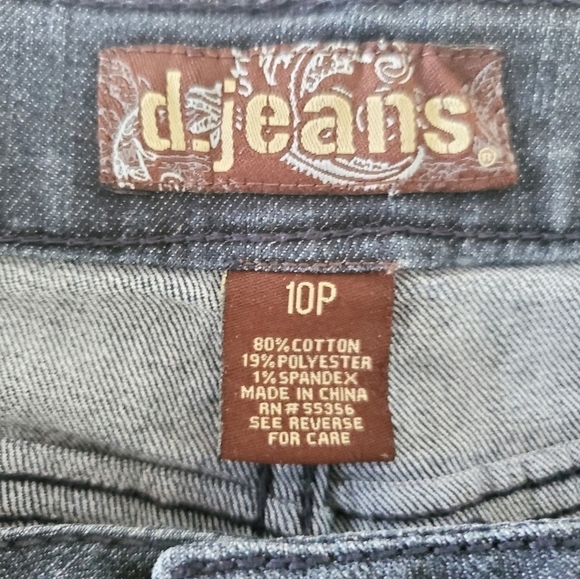 d.jeans®
10P
80% COTTON
19% POLYESTER
1% SPANDEX
MADE IN CHINA
RN# 55356
SEE REVERSE
FOR CARE